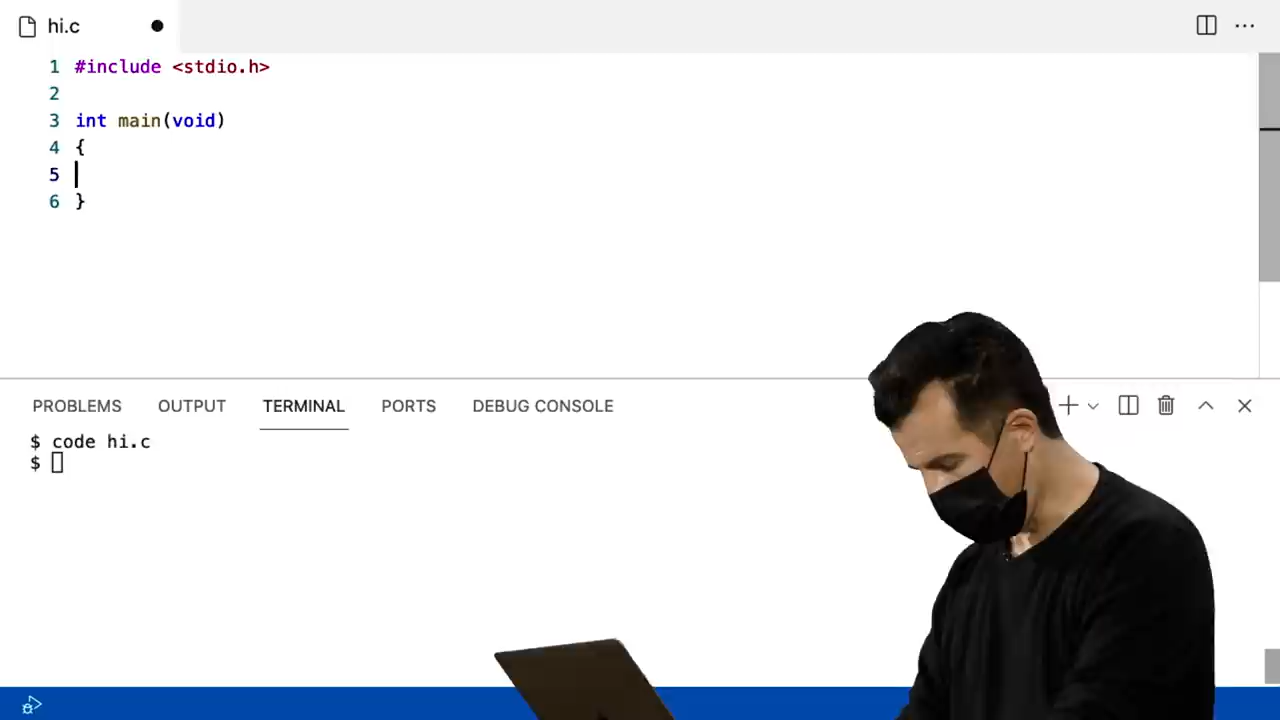 hi.c
1 #include <stdio.h>
2
3 int main(void)
4 {
5
6 }
PROBLEMS OUTPUT TERMINAL PORTS DEBUG CONSOLE
$ code hi.c
$